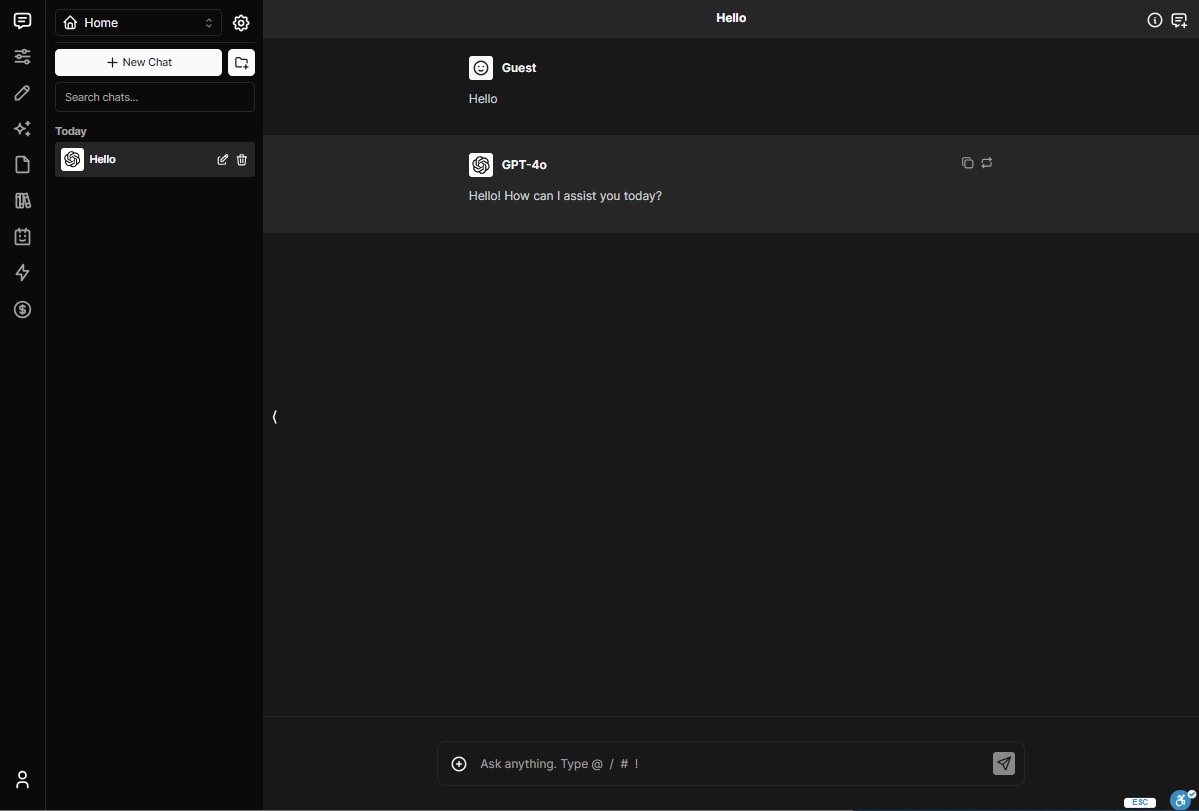 Home
New Chat
Search chats...
Today
Hello
Hello
Guest
Hello
GPT-4o
Hello! How can I assist you today?
Ask anything. Type @ / # !
ESC